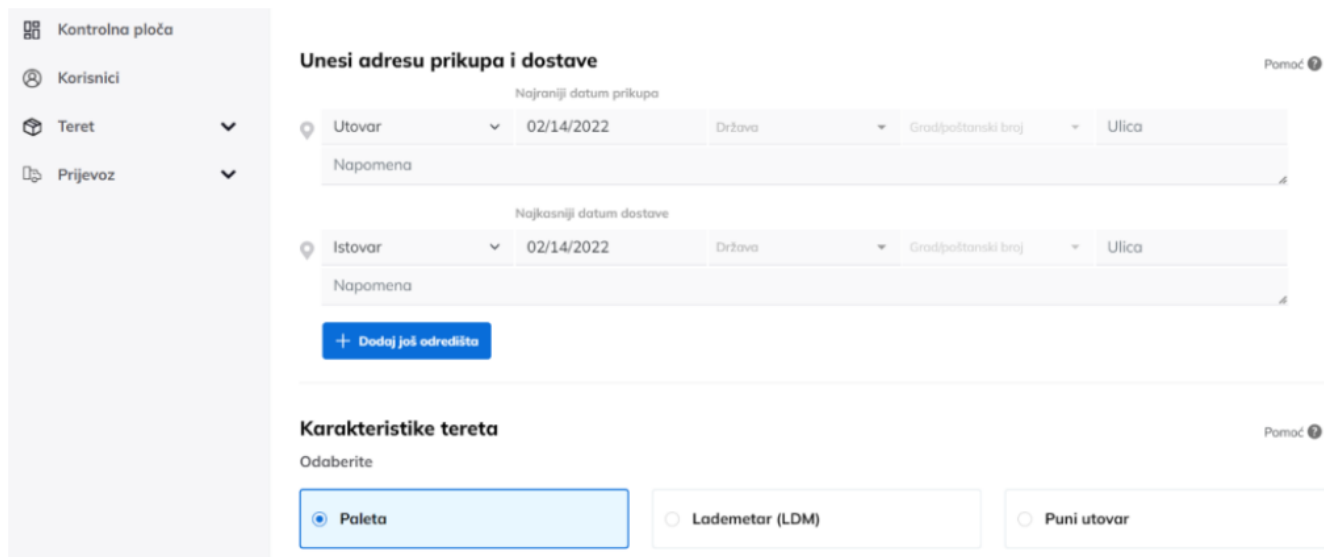 Kontrolna ploča
Korisnici
Teret
Prijevoz
Unesi adresu prikupa i dostave
Pomoć
Najraniji datum prikupa
Utovar 02/14/2022 Država Grad/poštanski broj Ulica
Napomena
Najkasniji datum dostave
Istovar 02/14/2022 Država Grad/poštanski broj Ulica
Napomena
+ Dodaj još odredišta
Karakteristike tereta
Pomoć
Odaberite
Paleta Lademetar (LDM) Puni utovar